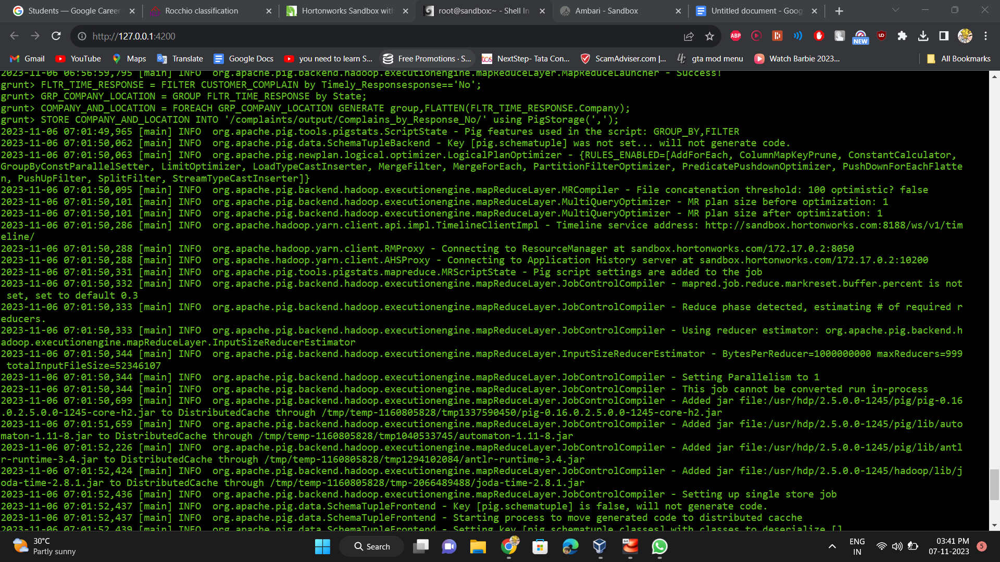 Students — Google Career
Rocchio classification
Hortonworks Sandbox with
root@sandbox:~ - Shell In
Ambari - Sandbox
Untitled document - Goog
http://127.0.0.1:4200
ABP
NEW
Gmail
YouTube
Maps
Translate
Google Docs
you need to learn S...
Free Promotions · S...
tcs
NextStep- Tata Con...
ScamAdviser.com |...
gta mod menu
Watch Barbie 2023...
All Bookmarks
2023-11-06 06:56:59,795 [main] INFO  org.apache.pig.backend.hadoop.executionengine.mapReduceLayer.MapReduceLauncher - Success!
grunt> FLTR_TIME_RESPONSE = FILTER CUSTOMER_COMPLAIN by Timely_Responsesponse=='No';
grunt> GRP_COMPANY_LOCATION = GROUP FLTR_TIME_RESPONSE by State;
grunt> COMPANY_AND_LOCATION = FOREACH GRP_COMPANY_LOCATION GENERATE group,FLATTEN(FLTR_TIME_RESPONSE.Company);
grunt> STORE COMPANY_AND_LOCATION INTO '/complaints/output/Complains_by_Response_No/' using PigStorage(',');
2023-11-06 07:01:49,965 [main] INFO  org.apache.pig.tools.pigstats.ScriptState - Pig features used in the script: GROUP_BY,FILTER
2023-11-06 07:01:50,062 [main] INFO  org.apache.pig.data.SchemaTupleBackend - Key [pig.schematuple] was not set... will not generate code.
2023-11-06 07:01:50,063 [main] INFO  org.apache.pig.newplan.logical.optimizer.LogicalPlanOptimizer - {RULES_ENABLED=[AddForEach, ColumnMapKeyPrune, ConstantCalculator,
GroupByConstParallelSetter, LimitOptimizer, LoadTypeCastInserter, MergeFilter, MergeForEach, PartitionFilterOptimizer, PredicatePushdownOptimizer, PushDownForEachFlatte
n, PushUpFilter, SplitFilter, StreamTypeCastInserter]}
2023-11-06 07:01:50,095 [main] INFO  org.apache.pig.backend.hadoop.executionengine.mapReduceLayer.MRCompiler - File concatenation threshold: 100 optimistic? false
2023-11-06 07:01:50,101 [main] INFO  org.apache.pig.backend.hadoop.executionengine.mapReduceLayer.MultiQueryOptimizer - MR plan size before optimization: 1
2023-11-06 07:01:50,101 [main] INFO  org.apache.pig.backend.hadoop.executionengine.mapReduceLayer.MultiQueryOptimizer - MR plan size after optimization: 1
2023-11-06 07:01:50,286 [main] INFO  org.apache.hadoop.yarn.client.api.impl.TimelineClientImpl - Timeline service address: http://sandbox.hortonworks.com:8188/ws/v1/tim
eline/
2023-11-06 07:01:50,288 [main] INFO  org.apache.hadoop.yarn.client.RMProxy - Connecting to ResourceManager at sandbox.hortonworks.com/172.17.0.2:8050
2023-11-06 07:01:50,288 [main] INFO  org.apache.hadoop.yarn.client.AHSProxy - Connecting to Application History server at sandbox.hortonworks.com/172.17.0.2:10200
2023-11-06 07:01:50,331 [main] INFO  org.apache.pig.tools.pigstats.mapreduce.MRScriptState - Pig script settings are added to the job
2023-11-06 07:01:50,332 [main] INFO  org.apache.pig.backend.hadoop.executionengine.mapReduceLayer.JobControlCompiler - mapred.job.reduce.markreset.buffer.percent is not
set, set to default 0.3
2023-11-06 07:01:50,333 [main] INFO  org.apache.pig.backend.hadoop.executionengine.mapReduceLayer.JobControlCompiler - Reduce phase detected, estimating # of required r
educers.
2023-11-06 07:01:50,333 [main] INFO  org.apache.pig.backend.hadoop.executionengine.mapReduceLayer.JobControlCompiler - Using reducer estimator: org.apache.pig.backend.h
adoop.executionengine.mapReduceLayer.InputSizeReducerEstimator
2023-11-06 07:01:50,344 [main] INFO  org.apache.pig.backend.hadoop.executionengine.mapReduceLayer.InputSizeReducerEstimator - BytesPerReducer=1000000000 maxReducers=999
totalInputFileSize=52346107
2023-11-06 07:01:50,344 [main] INFO  org.apache.pig.backend.hadoop.executionengine.mapReduceLayer.JobControlCompiler - Setting Parallelism to 1
2023-11-06 07:01:50,344 [main] INFO  org.apache.pig.backend.hadoop.executionengine.mapReduceLayer.JobControlCompiler - This job cannot be converted run in-process
2023-11-06 07:01:50,699 [main] INFO  org.apache.pig.backend.hadoop.executionengine.mapReduceLayer.JobControlCompiler - Added jar file:/usr/hdp/2.5.0.0-1245/pig/pig-0.16
.0.2.5.0.0-1245-core-h2.jar to DistributedCache through /tmp/temp-1160805828/tmp1337590450/pig-0.16.0.2.5.0.0-1245-core-h2.jar
2023-11-06 07:01:51,659 [main] INFO  org.apache.pig.backend.hadoop.executionengine.mapReduceLayer.JobControlCompiler - Added jar file:/usr/hdp/2.5.0.0-1245/pig/lib/auto
maton-1.11-8.jar to DistributedCache through /tmp/temp-1160805828/tmp1040533745/automaton-1.11-8.jar
2023-11-06 07:01:52,226 [main] INFO  org.apache.pig.backend.hadoop.executionengine.mapReduceLayer.JobControlCompiler - Added jar file:/usr/hdp/2.5.0.0-1245/pig/lib/antl
r-runtime-3.4.jar to DistributedCache through /tmp/temp-1160805828/tmp1294102084/antlr-runtime-3.4.jar
2023-11-06 07:01:52,424 [main] INFO  org.apache.pig.backend.hadoop.executionengine.mapReduceLayer.JobControlCompiler - Added jar file:/usr/hdp/2.5.0.0-1245/hadoop/lib/j
oda-time-2.8.1.jar to DistributedCache through /tmp/temp-1160805828/tmp-2066489488/joda-time-2.8.1.jar
2023-11-06 07:01:52,436 [main] INFO  org.apache.pig.backend.hadoop.executionengine.mapReduceLayer.JobControlCompiler - Setting up single store job
2023-11-06 07:01:52,437 [main] INFO  org.apache.pig.data.SchemaTupleFrontend - Key [pig.schematuple] is false, will not generate code.
2023-11-06 07:01:52,437 [main] INFO  org.apache.pig.data.SchemaTupleFrontend - Starting process to move generated code to distributed cacche
2023-11-06 07:01:52,439 [main] INFO  org.apache.pig.data.SchemaTupleFrontend - Setting key [pig.schematuple.classes] with classes to deserialize []
30°C
Partly sunny
Search
64
ENG
IN
03:41 PM
07-11-2023
5